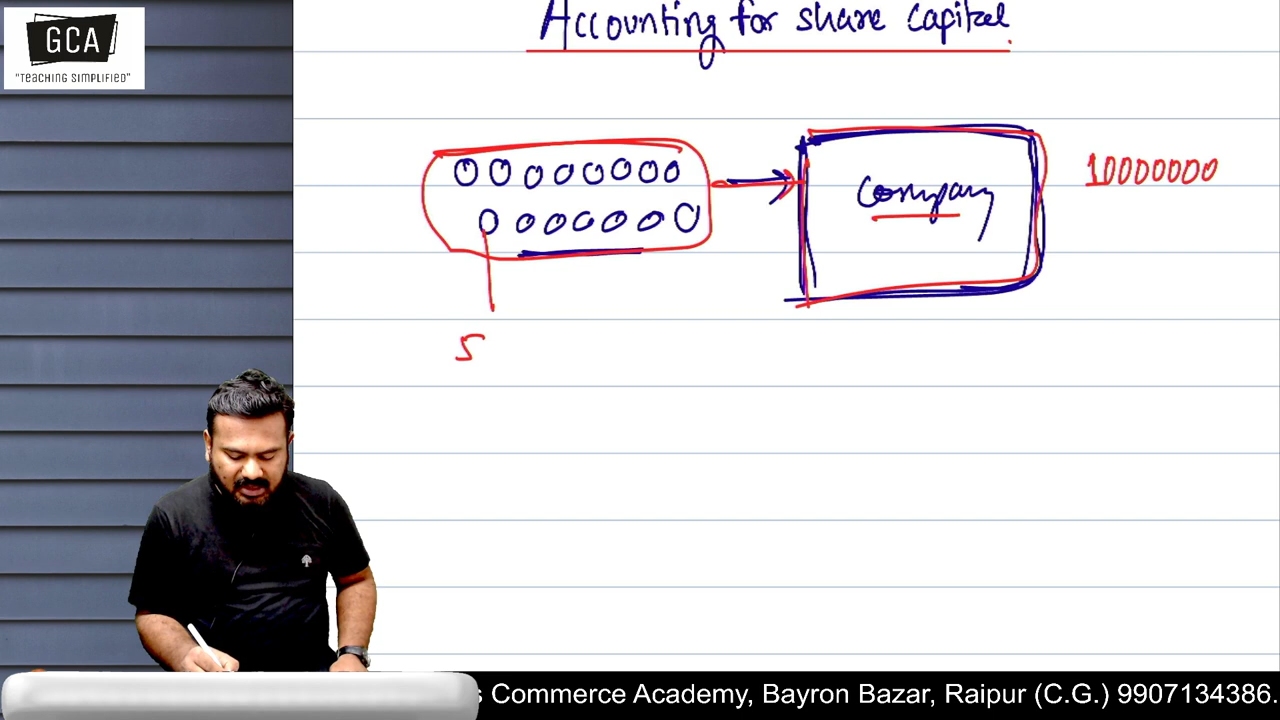 GCA
"TEACHING SIMPLIFIED"
Accounting for share capital
Company
10000000
5
s Commerce Academy, Bayron Bazar, Raipur (C.G.) 9907134386.